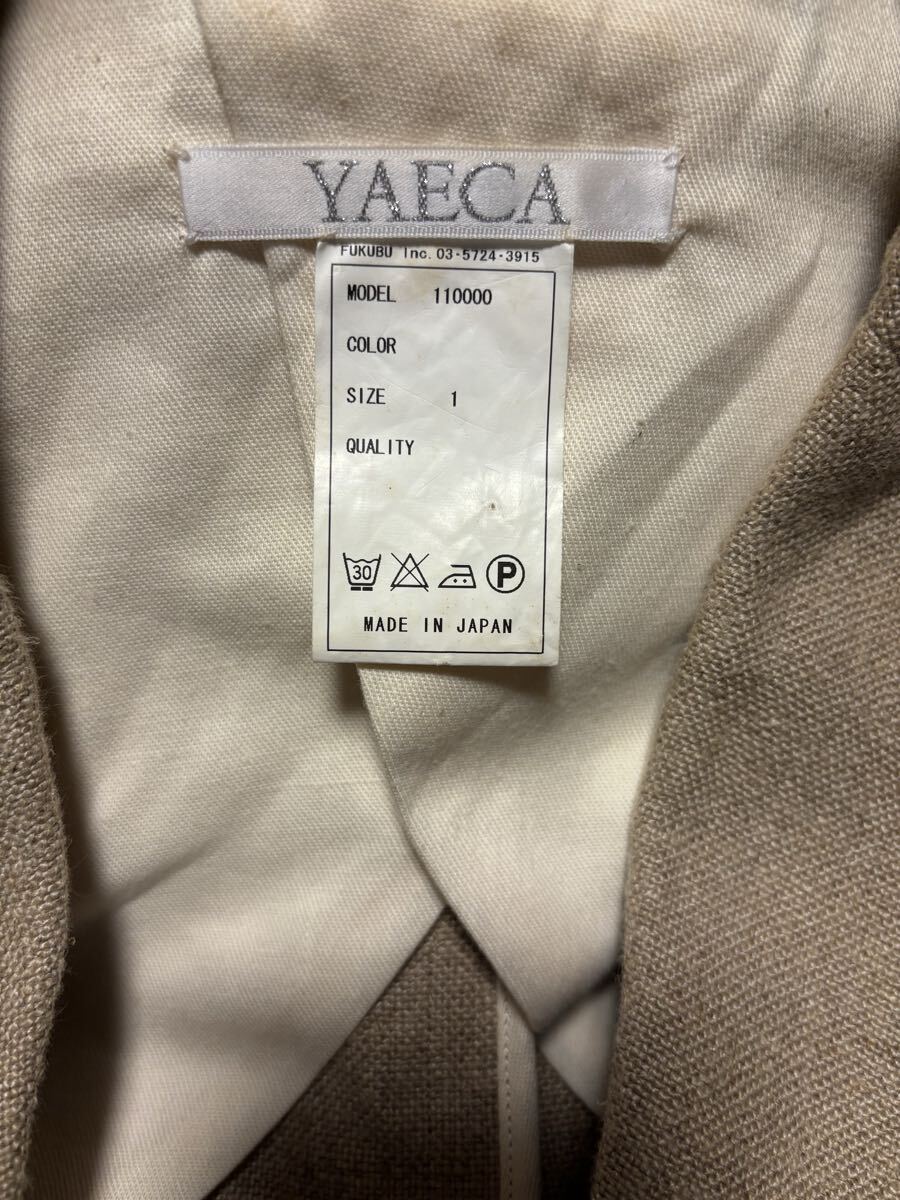 YAECA
FUKUBU Inc. 03-5724-3915
MODEL 110000
COLOR
SIZE 1
QUALITY
30 P
MADE IN JAPAN